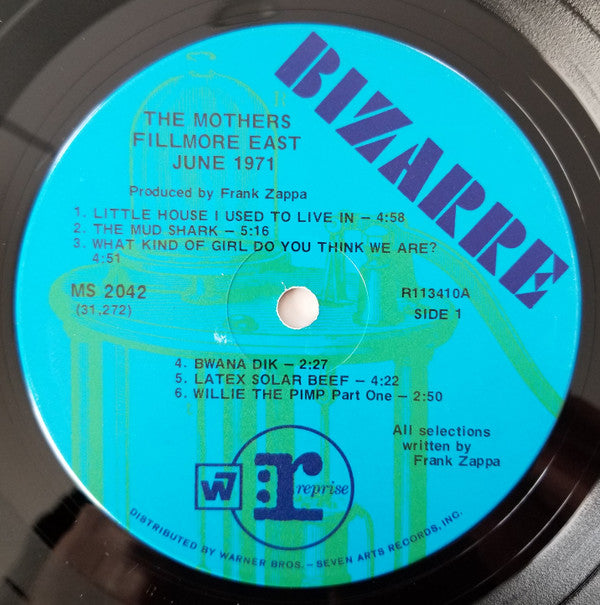 BIZARRE
THE MOTHERS
FILLMORE EAST
JUNE 1971
Produced by Frank Zappa
1. LITTLE HOUSE I USED TO LIVE IN – 4:58
2. THE MUD SHARK – 5:16
3. WHAT KIND OF GIRL DO YOU THINK WE ARE?
4:51
MS 2042
(31,272)
R113410A
SIDE 1
4. BWANA DIK – 2:27
5. LATEX SOLAR BEEF – 4:22
6. WILLIE THE PIMP Part One – 2:50
All selections
written by
Frank Zappa
W7
r:
reprise
DISTRIBUTED BY WARNER BROS. – SEVEN ARTS RECORDS, INC.